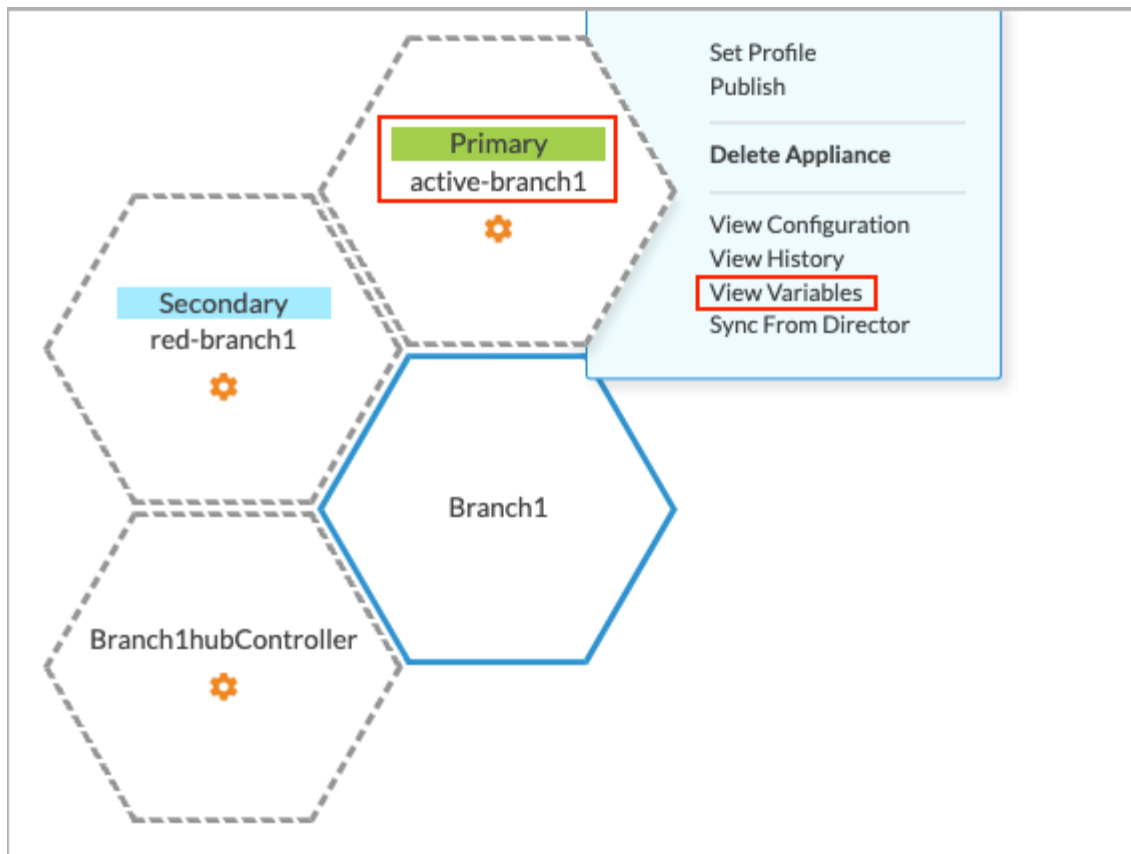 Set Profile
Publish
Delete Appliance
View Configuration
View History
View Variables
Sync From Director
Primary
active-branch1
Secondary
red-branch1
Branch1
Branch1hubController